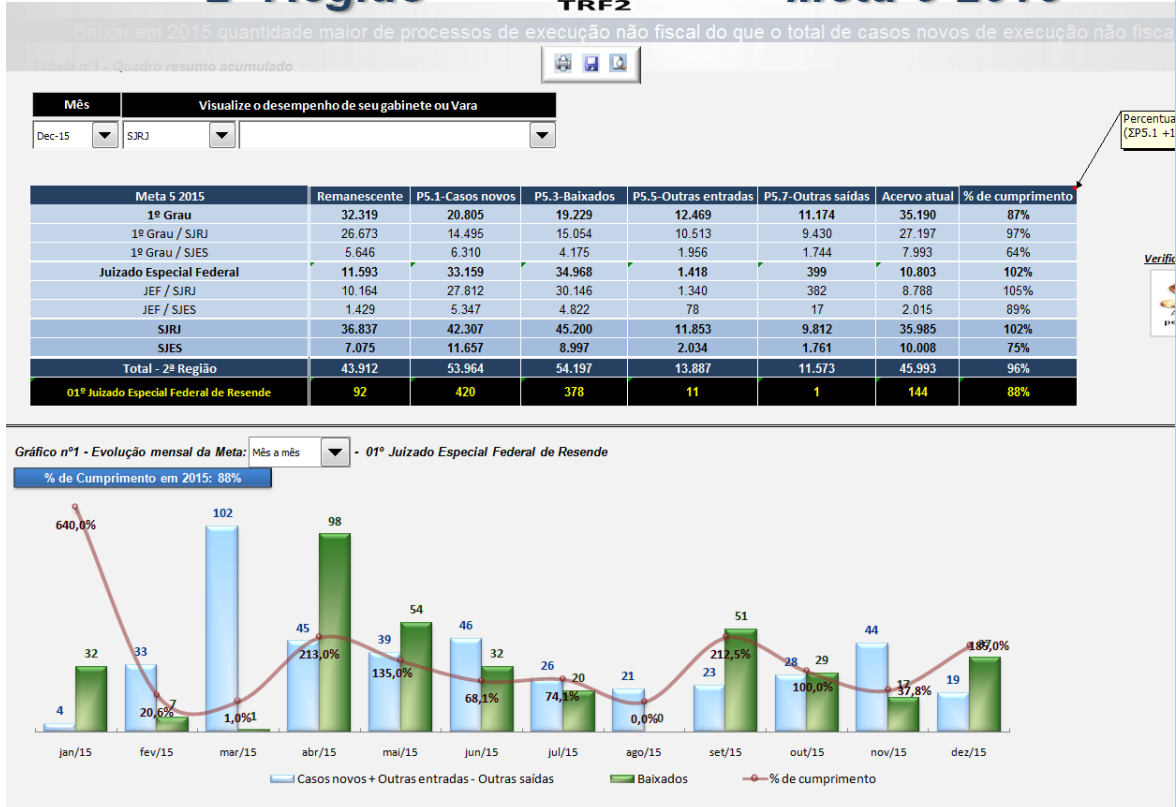 2ª Região
TRF2
Meta 5 2015
Baixar em 2015 quantidade maior de processos de execução não fiscal do que o total de casos novos de execução não fisca
Tabela nº1 - Quadro resumo acumulado
Mês Visualize o desempenho de seu gabinete ou Vara
Dec-15 SJRJ
Percentua
(ΣP5.1 +1
Meta 5 2015 Remanescente P5.1-Casos novos P5.3-Baixados P5.5-Outras entradas P5.7-Outras saídas Acervo atual % de cumprimento
1º Grau 32.319 20.805 19.229 12.469 11.174 35.190 87%
1º Grau / SJRJ 26.673 14.495 15.054 10.513 9.430 27.197 97%
1º Grau / SJES 5.646 6.310 4.175 1.956 1.744 7.993 64%
Juizado Especial Federal 11.593 33.159 34.968 1.418 399 10.803 102%
JEF / SJRJ 10.164 27.812 30.146 1.340 382 8.788 105%
JEF / SJES 1.429 5.347 4.822 78 17 2.015 89%
SJRJ 36.837 42.307 45.200 11.853 9.812 35.985 102%
SJES 7.075 11.657 8.997 2.034 1.761 10.008 75%
Total - 2ª Região 43.912 53.964 54.197 13.887 11.573 45.993 96%
01º Juizado Especial Federal de Resende 92 420 378 11 1 144 88%
Verific
Gráfico nº1 - Evolução mensal da Meta: Mês a mês - 01º Juizado Especial Federal de Resende
% de Cumprimento em 2015: 88%
640,0% 20,6% 1,0% 213,0% 135,0% 68,1% 74,1% 0,0% 212,5% 100,0% 37,8% 185,0%
4 33 102 45 39 46 26 21 23 28 44 19
32 7 1 98 54 32 20 0 51 29 17 37
jan/15 fev/15 mar/15 abr/15 mai/15 jun/15 jul/15 ago/15 set/15 out/15 nov/15 dez/15
Casos novos + Outras entradas - Outras saídas Baixados % de cumprimento